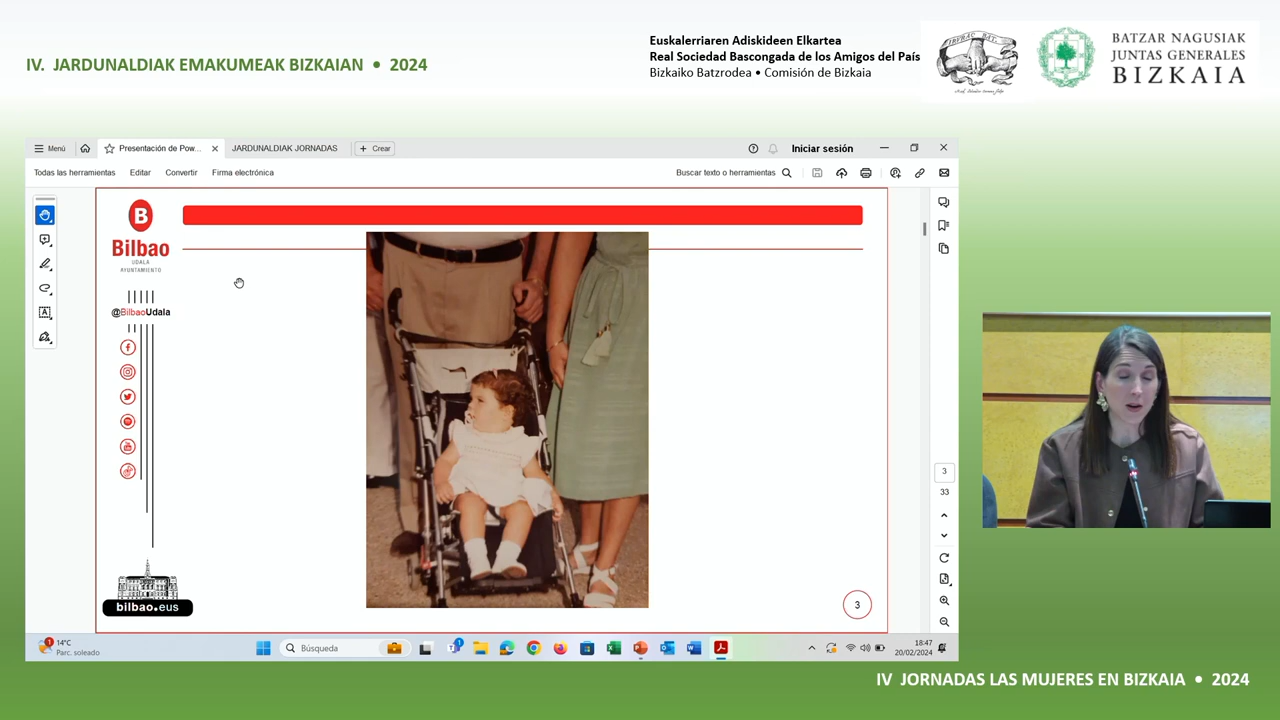 IV. JARDUNALDIAK EMAKUMEAK BIZKAIAN • 2024
Euskalerriaren Adiskideen Elkartea
Real Sociedad Bascongada de los Amigos del País
Bizkaiko Batzrodea • Comisión de Bizkaia
BATZAR NAGUSIAK
JUNTAS GENERALES
BIZKAIA
Menú
Presentación de Pow...
JARDUNALDIAK JORNADAS
Crear
Iniciar sesión
Todas las herramientas
Editar
Convertir
Firma electrónica
Buscar texto o herramientas
B
Bilbao
UDALA
AYUNTAMIENTO
@BilbaoUdala
bilbao.eus
3
3
33
14°C
Parc. soleado
Búsqueda
18:47
20/02/2024
IV JORNADAS LAS MUJERES EN BIZKAIA • 2024